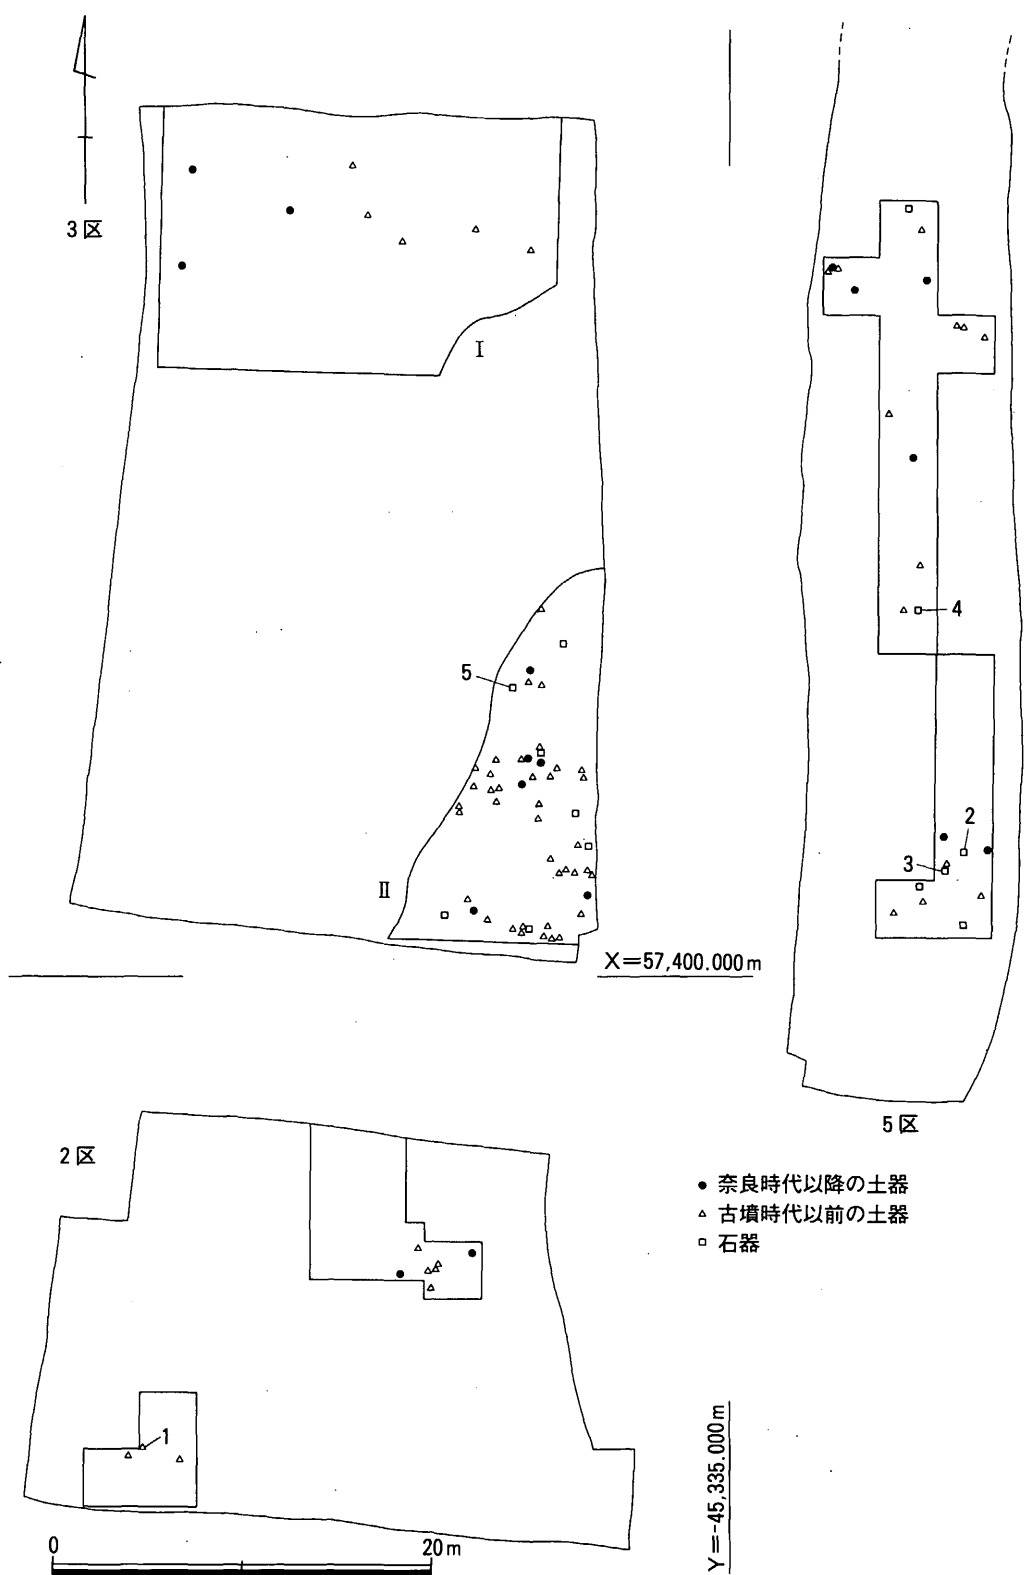 3区
I
5
4
2
3
II
X=57,400.000m
5区
2区
● 奈良時代以降の土器
△ 古墳時代以前の土器
□ 石器
1
Y=-45,335.000m
0 20m